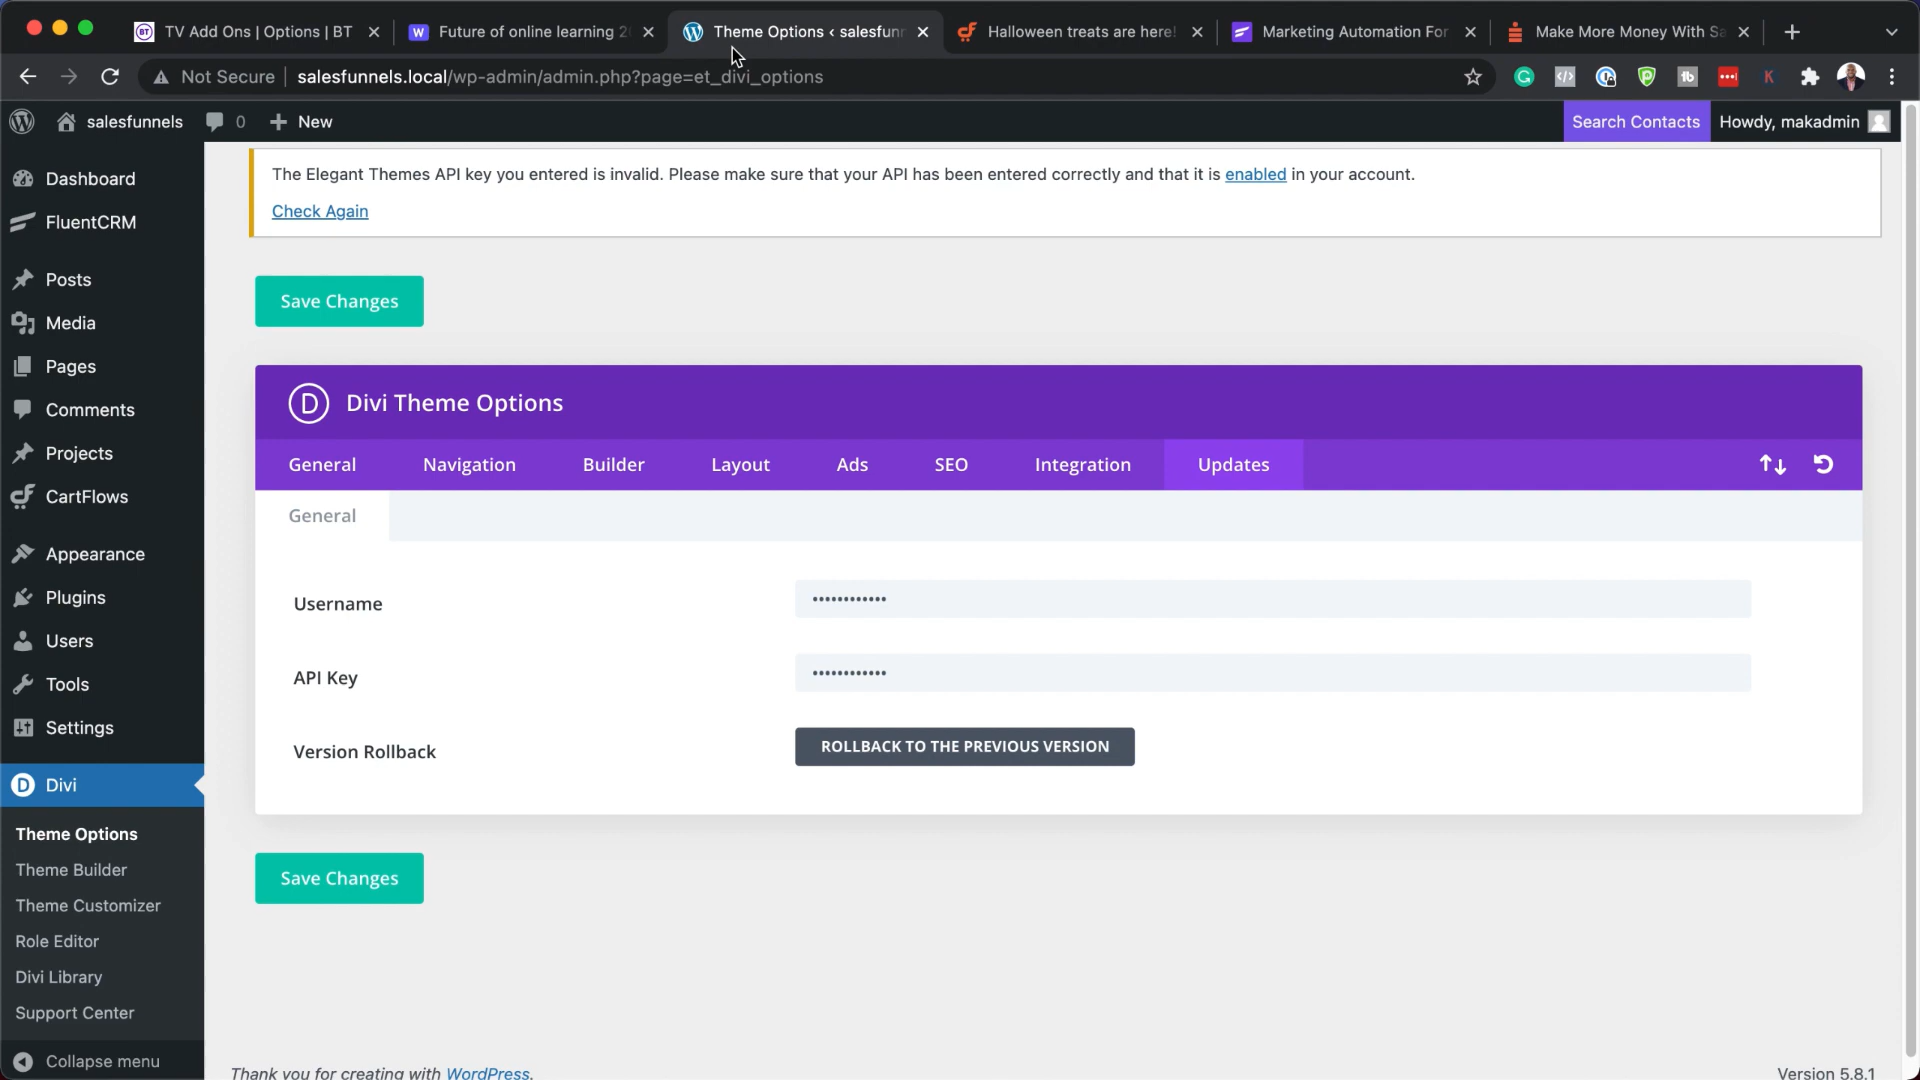 TV Add Ons | Options | BT
Future of online learning 2
Theme Options ‹ salesfunn
Halloween treats are here!
Marketing Automation For
Make More Money With Sa
Not Secure
salesfunnels.local/wp-admin/admin.php?page=et_divi_options
salesfunnels
0
New
Search Contacts
Howdy, makadmin
Dashboard
FluentCRM
Posts
Media
Pages
Comments
Projects
CartFlows
Appearance
Plugins
Users
Tools
Settings
Divi
Theme Options
Theme Builder
Theme Customizer
Role Editor
Divi Library
Support Center
Collapse menu
The Elegant Themes API key you entered is invalid. Please make sure that your API has been entered correctly and that it is enabled in your account.
Check Again
Save Changes
D Divi Theme Options
General
Navigation
Builder
Layout
Ads
SEO
Integration
Updates
General
Username
••••••••••••
API Key
••••••••••••
Version Rollback
ROLLBACK TO THE PREVIOUS VERSION
Save Changes
Thank you for creating with WordPress.
Version 5.8.1